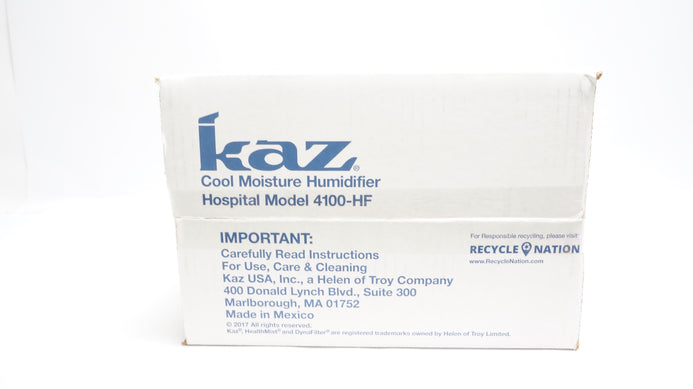 kaz®
Cool Moisture Humidifier
Hospital Model 4100-HF
IMPORTANT:
Carefully Read Instructions
For Use, Care & Cleaning
Kaz USA, Inc., a Helen of Troy Company
400 Donald Lynch Blvd., Suite 300
Marlborough, MA 01752
Made in Mexico
© 2017 All rights reserved.
Kaz®, HealthMist® and DynaFilter® are registered trademarks owned by Helen of Troy Limited.
For Responsible recycling, please visit
RECYCLE NATION
www.RecycleNation.com